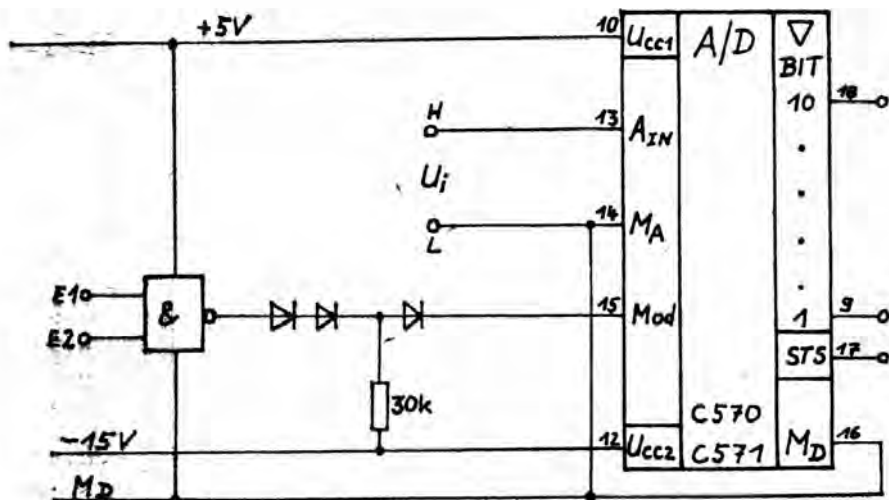 +5V
10
UCC1
A/D
▽
BIT
10
18
H
13
AIN
Ui
14
MA
L
E1
&
E2
15
Mod
1
9
STS
17
30k
C570
-15V
12
UCC2
C571
MD
16
MD